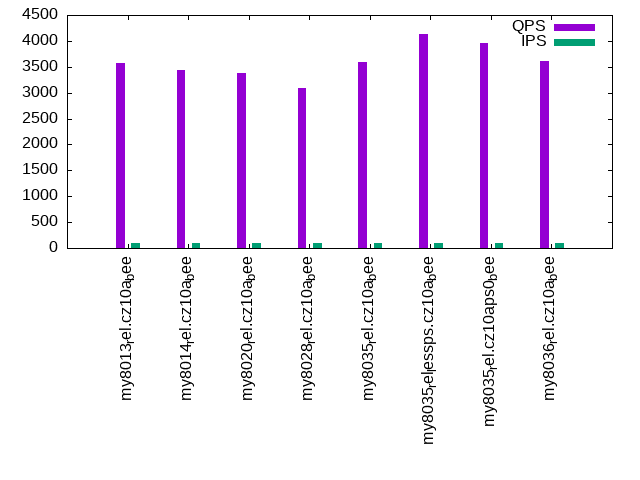 4500
4000
3500
3000
2500
2000
1500
1000
500
0
QPS
IPS
my8013_rel.cz10a_bee
my8014_rel.cz10a_bee
my8020_rel.cz10a_bee
my8028_rel.cz10a_bee
my8035_rel.cz10a_bee
my8035_rel_lessps.cz10a_bee
my8035_rel.cz10aps0_bee
my8036_rel.cz10a_bee